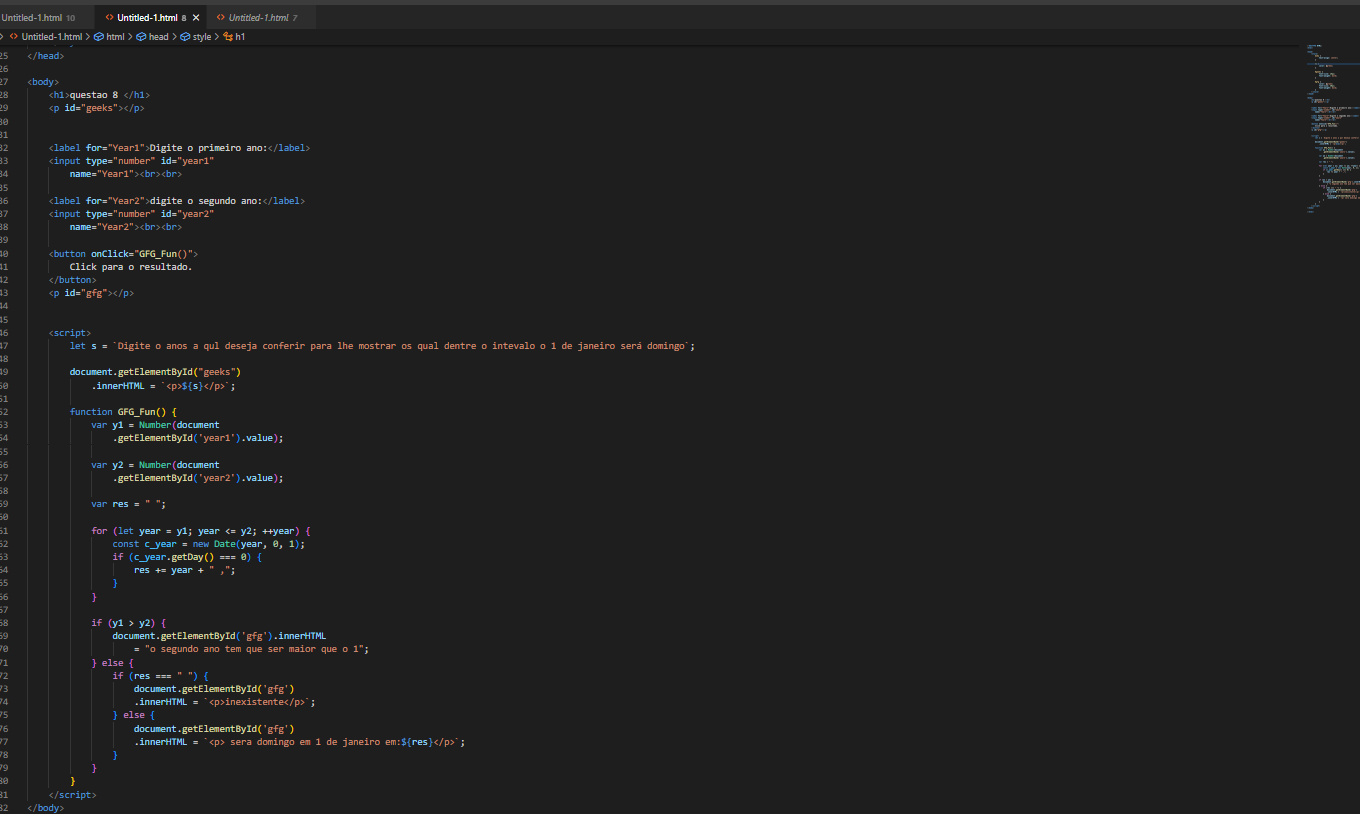 Untitled-1.html 10 Untitled-1.html 8 × Untitled-1.html 7
> Untitled-1.html > html > head > style > h1
25 </head>
26
27 <body>
28 <h1>questao 8 </h1>
29 <p id="geeks"></p>
30
31
32 <label for="Year1">Digite o primeiro ano:</label>
33 <input type="number" id="year1"
34 name="Year1"><br><br>
35
36 <label for="Year2">digite o segundo ano:</label>
37 <input type="number" id="year2"
38 name="Year2"><br><br>
39
40 <button onClick="GFG_Fun()">
41 Click para o resultado.
42 </button>
43 <p id="gfg"></p>
44
45
46 <script>
47 let s = `Digite o anos a qul deseja conferir para lhe mostrar os qual dentre o intevalo o 1 de janeiro será domingo`;
48
49 document.getElementById("geeks")
50 .innerHTML = `<p>${s}</p>`;
51
52 function GFG_Fun() {
53 var y1 = Number(document
54 .getElementById('year1').value);
55
56 var y2 = Number(document
57 .getElementById('year2').value);
58
59 var res = " ";
60
61 for (let year = y1; year <= y2; ++year) {
62 const c_year = new Date(year, 0, 1);
63 if (c_year.getDay() === 0) {
64 res += year + " ,";
65 }
66 }
67
68 if (y1 > y2) {
69 document.getElementById('gfg').innerHTML
70 = "o segundo ano tem que ser maior que o 1";
71 } else {
72 if (res === " ") {
73 document.getElementById('gfg')
74 .innerHTML = `<p>inexistente</p>`;
75 } else {
76 document.getElementById('gfg')
77 .innerHTML = `<p> sera domingo em 1 de janeiro em:${res}</p>`;
78 }
79 }
80 }
81 </script>
82 </body>